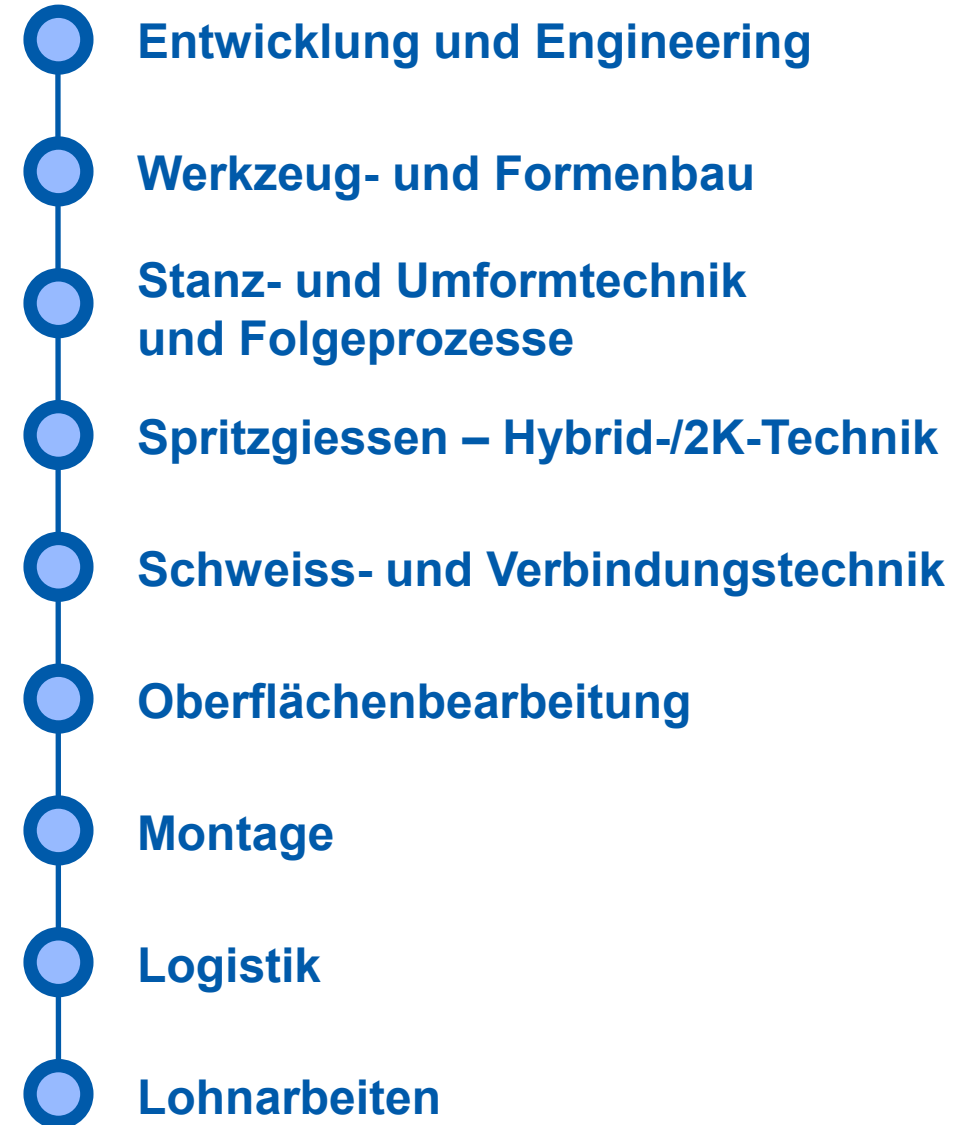 Entwicklung und Engineering
Werkzeug- und Formenbau
Stanz- und Umformtechnik
und Folgeprozesse
Spritzgiessen – Hybrid-/2K-Technik
Schweiss- und Verbindungstechnik
Oberflächenbearbeitung
Montage
Logistik
Lohnarbeiten